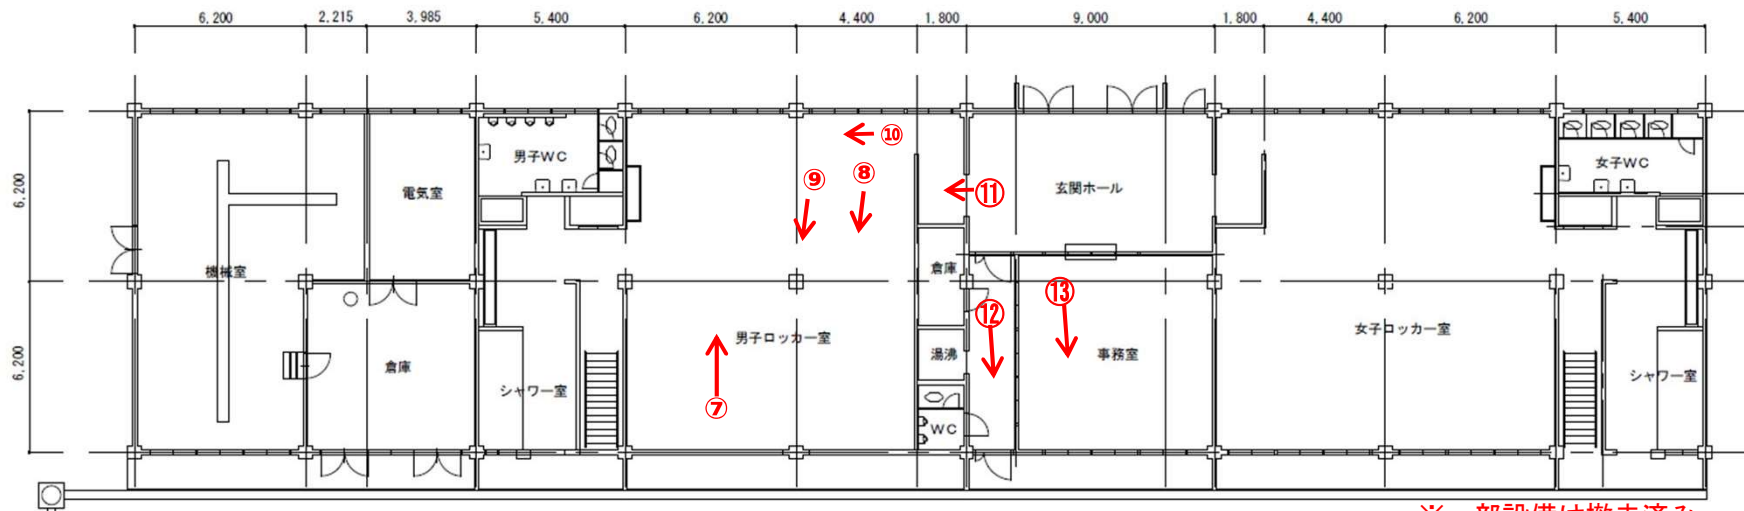 6,200 2,215 3,985 5,400 6,200 4,400 1,800 9,000 1,800 4,400 6,200 5,400
6,200
6,200
⑩
男子WC
女子WC
⑨ ⑧
電気室
⑪
玄関ホール
機械室
倉庫
⑬
⑫
女子ロッカー室
男子ロッカー室
湯沸
事務室
倉庫
シャワー室
シャワー室
⑦
WC